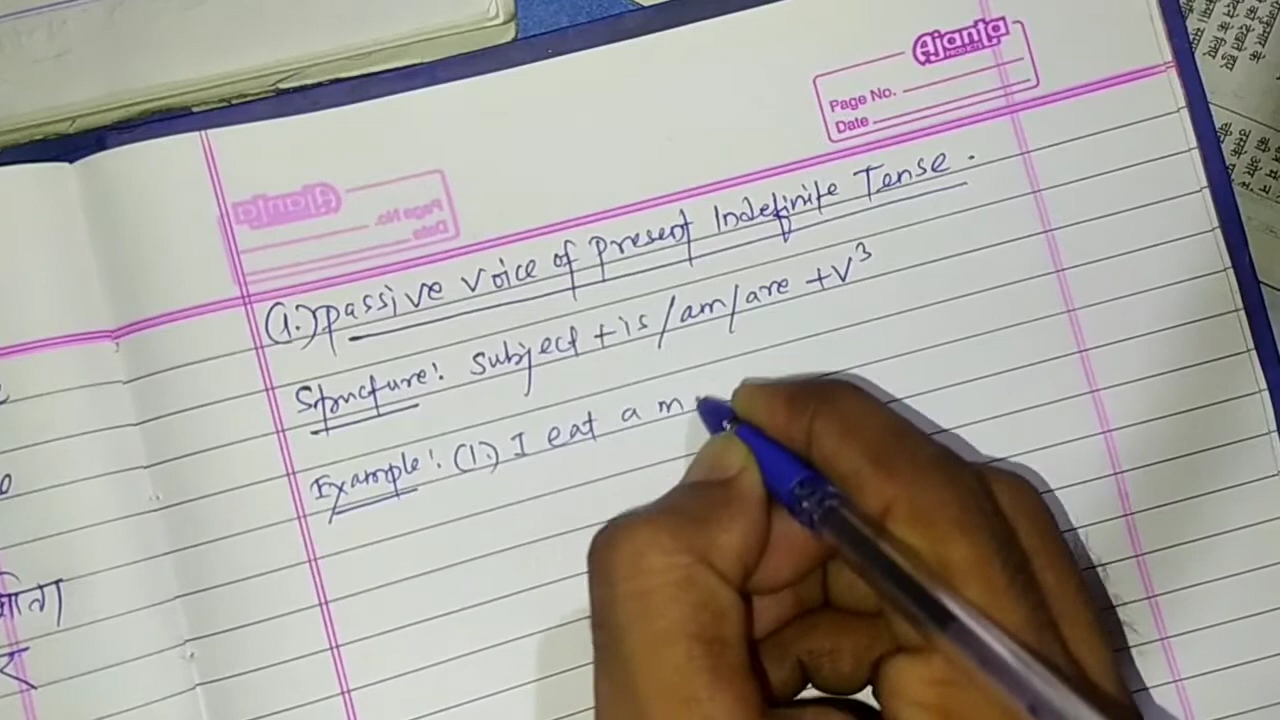 Ajanta
PRODUCTS
Page No.
Date
(1.) passive voice of present Indefinite Tense.
Structure: subject + is/am/are + V3
Example: (1.) I eat a m